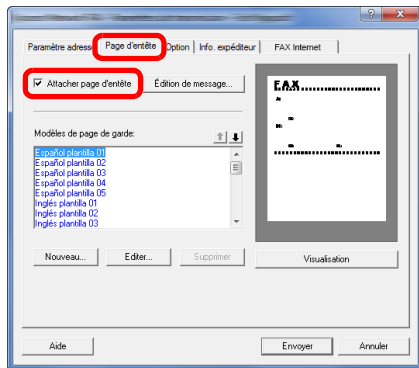 Paramètre adresse
Page d'entête
Option
Info. expéditeur
FAX Internet
Attacher page d'entête
Édition de message...
FAX
Modèles de page de garde:
Español plantilla 01
Español plantilla 02
Español plantilla 03
Español plantilla 04
Español plantilla 05
Inglés plantilla 01
Inglés plantilla 02
Inglés plantilla 03
Nouveau...
Editer...
Supprimer
Visualisation
Aide
Envoyer
Annuler